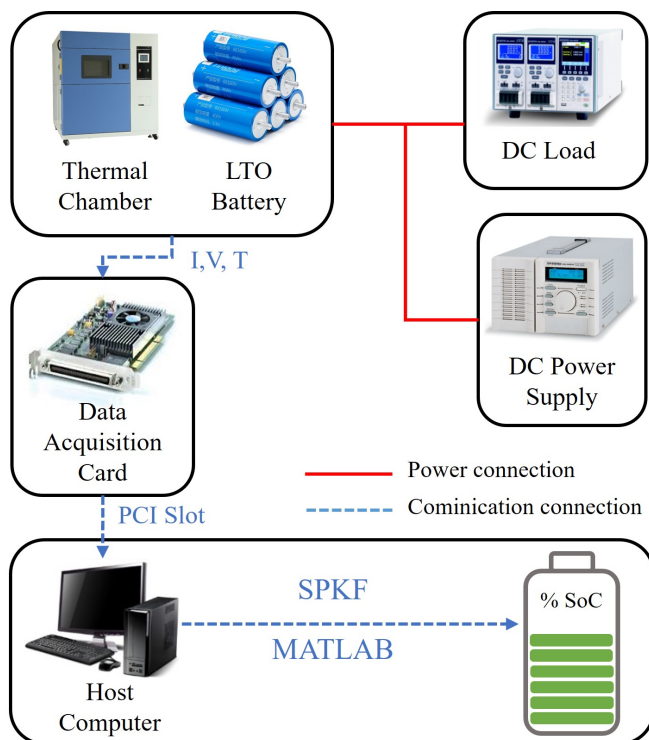 Thermal
Chamber
LTO
Battery
DC Load
I,V, T
DC Power
Supply
Data
Acquisition
Card
Power connection
Cominication connection
PCI Slot
SPKF
MATLAB
% SoC
Host
Computer